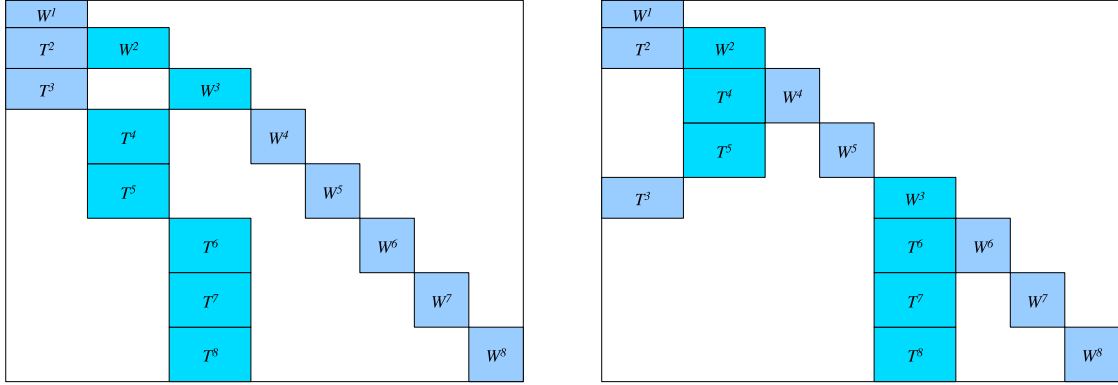 W¹
T² W²
T³ W³
T⁴ W⁴
T⁵ W⁵
T⁶ W⁶
T⁷ W⁷
T⁸ W⁸
W¹
T² W²
T⁴ W⁴
T⁵ W⁵
T³ W³
T⁶ W⁶
T⁷ W⁷
T⁸ W⁸